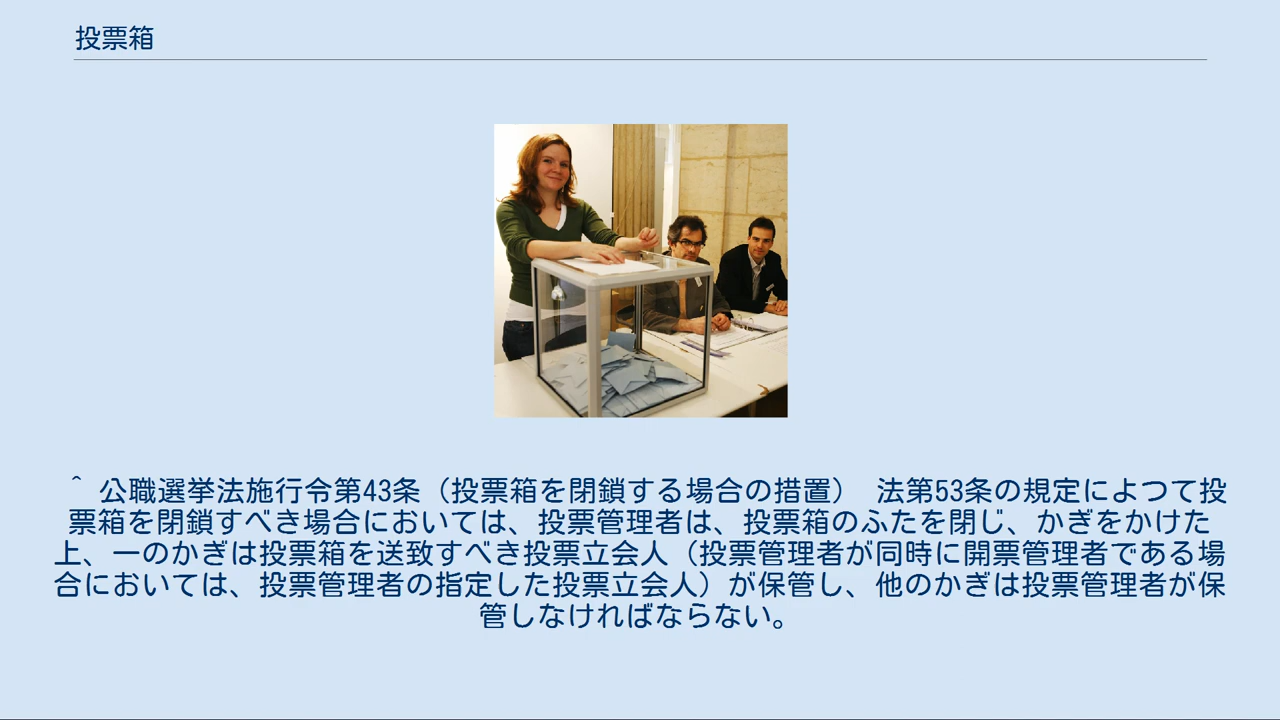 投票箱
^ 公職選挙法施行令第43条（投票箱を閉鎖する場合の措置） 法第53条の規定によつて投
票箱を閉鎖すべき場合においては、投票管理者は、投票箱のふたを閉じ、かぎをかけた
上、一のかぎは投票箱を送致すべき投票立会人（投票管理者が同時に開票管理者である場
合においては、投票管理者の指定した投票立会人）が保管し、他のかぎは投票管理者が保
管しなければならない。